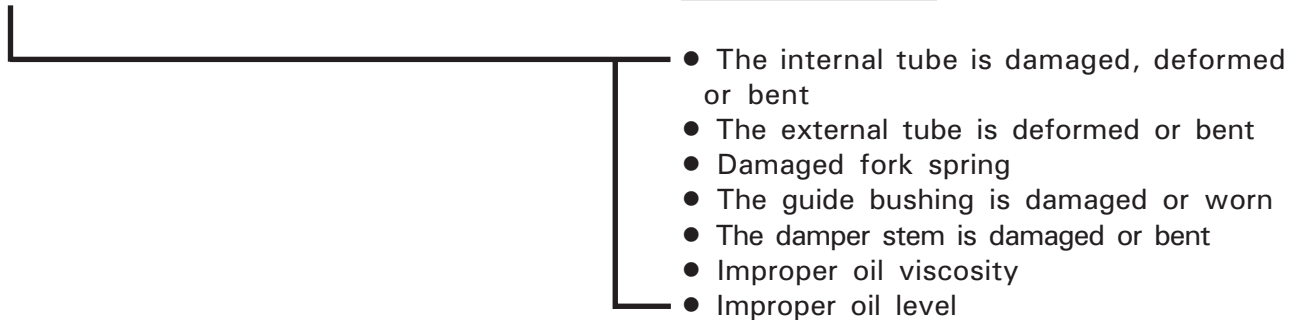 ● The internal tube is damaged, deformed
or bent
● The external tube is deformed or bent
● Damaged fork spring
● The guide bushing is damaged or worn
● The damper stem is damaged or bent
● Improper oil viscosity
● Improper oil level